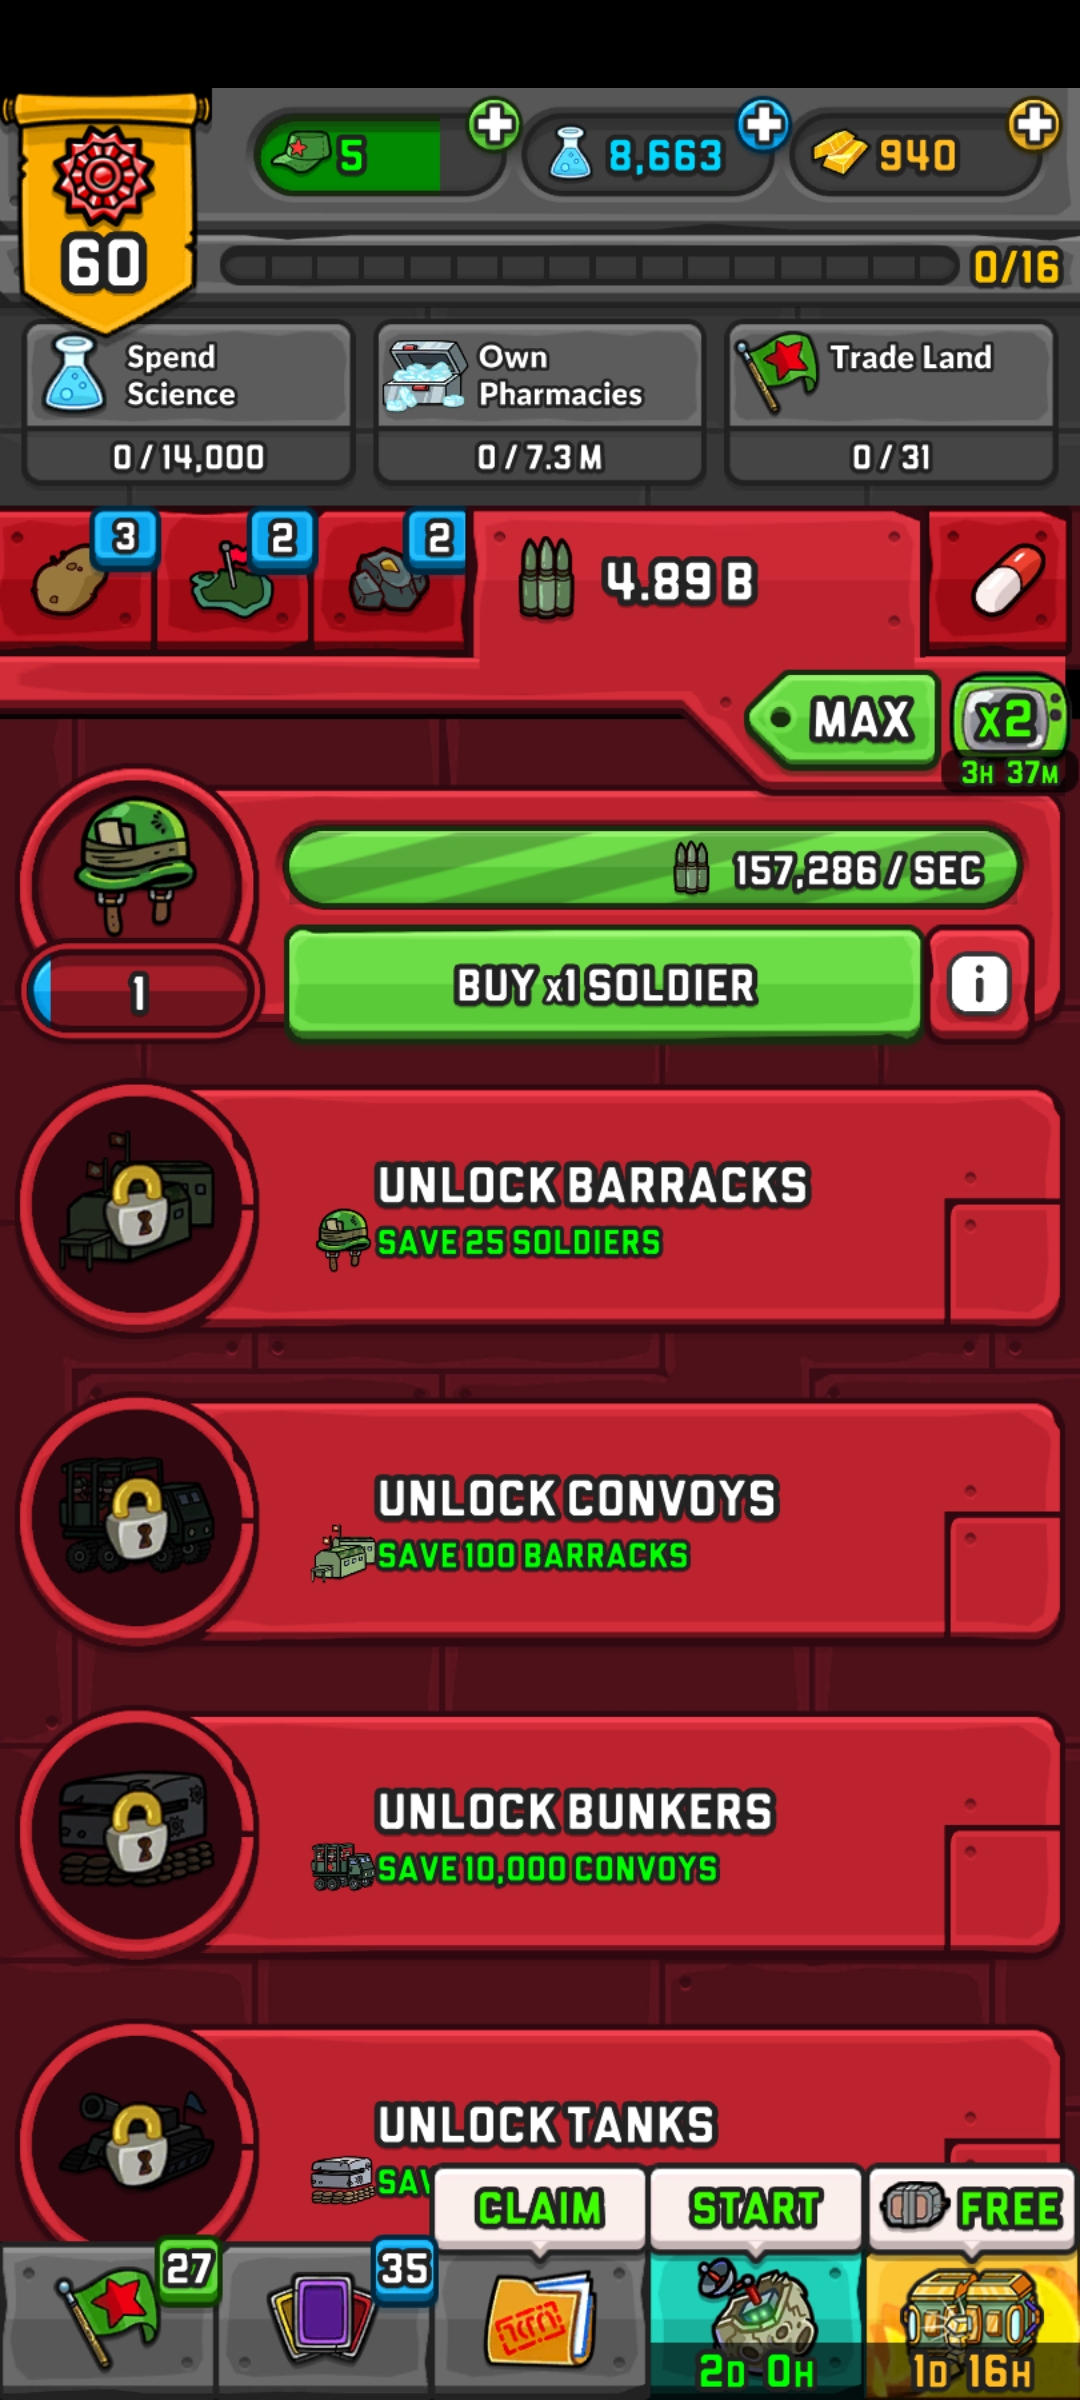 5
8,663
940
60
0/16
Spend
Science
0/14,000
Own
Pharmacies
0/7.3 M
Trade Land
0/31
3
2
2
4.89 B
MAX
x2
3H 37M
157,286 / SEC
1
BUY x1 SOLDIER
i
UNLOCK BARRACKS
SAVE 25 SOLDIERS
UNLOCK CONVOYS
SAVE 100 BARRACKS
UNLOCK BUNKERS
SAVE 10,000 CONVOYS
UNLOCK TANKS
CLAIM
START
FREE
27
35
2D 0H
1D 16H